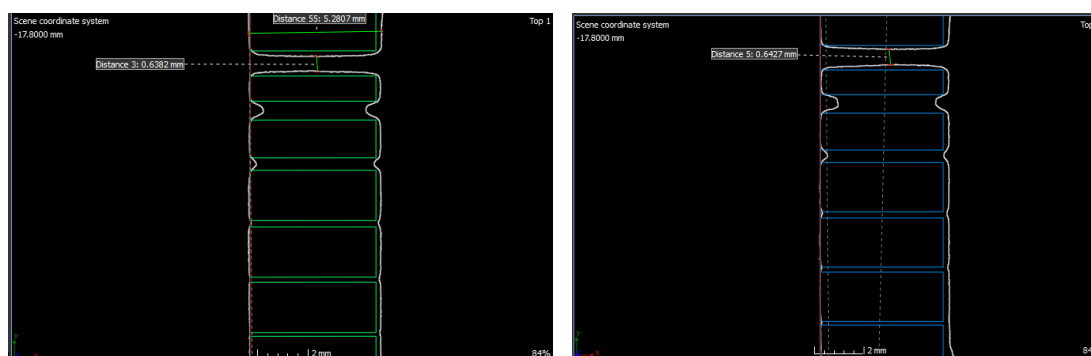 Scene coordinate system
-17.8000 mm
Distance 55: 5.2807 mm
Top 1
Distance 3: 0.6382 mm
2 mm
84%
Scene coordinate system
-17.8000 mm
Top
Distance 5: 0.6427 mm
2 mm
84